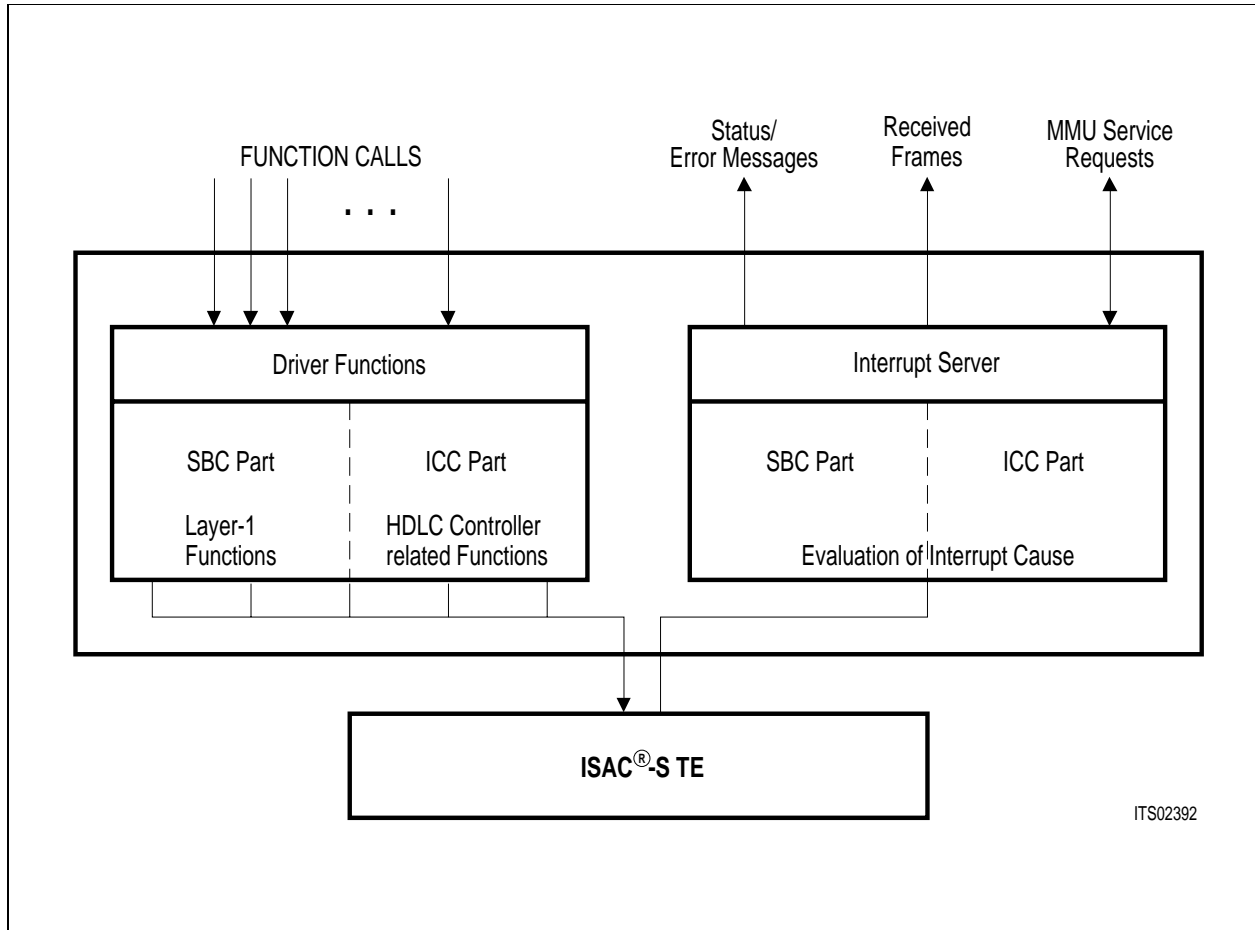 FUNCTION CALLS
. . .
Status/
Error Messages
Received
Frames
MMU Service
Requests
Driver Functions
SBC Part
ICC Part
Layer-1
Functions
HDLC Controller
related Functions
Interrupt Server
SBC Part
ICC Part
Evaluation of Interrupt Cause
ISAC®-S TE
ITS02392